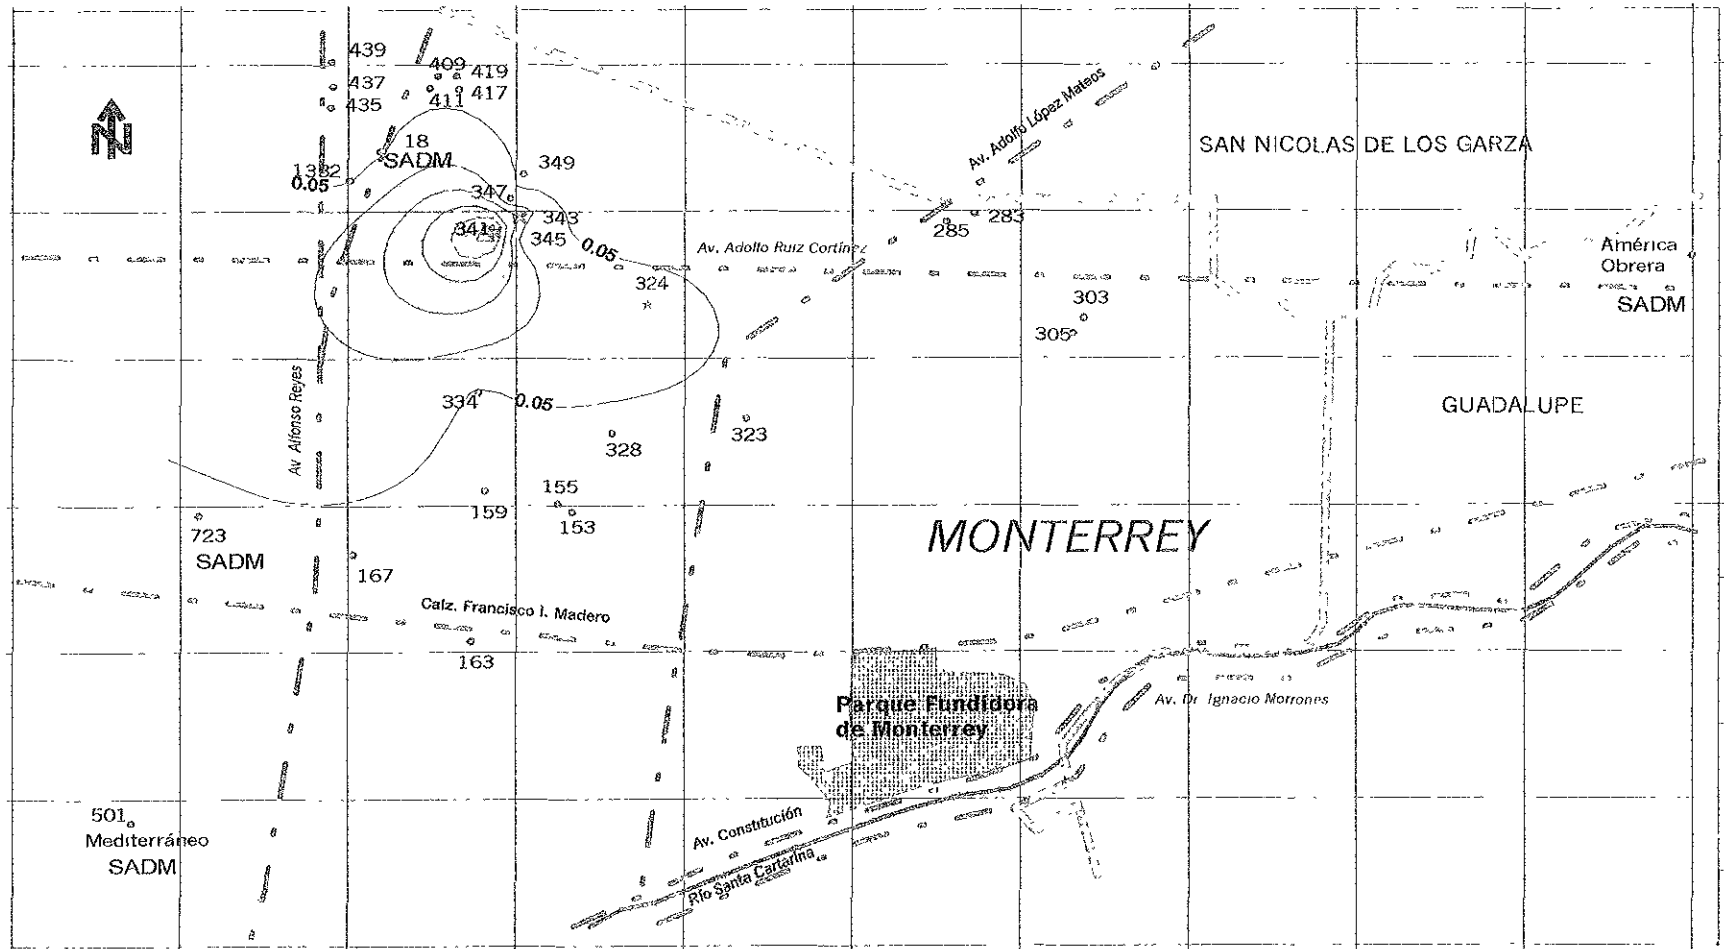 N
439
409
419
437
435
411
417
18
SADM
1332
0.05
349
347
341
343
345
0.05
Av. Adolfo López Mateos
SAN NICOLAS DE LOS GARZA
283
285
Av. Adolfo Ruiz Cortínez
América
Obrera
SADM
324
303
305
Av Alfonso Reyes
334
0.05
GUADALUPE
328
323
155
159
153
723
SADM
167
MONTERREY
Calz. Francisco I. Madero
163
Parque Fundidora
de Monterrey
Av. Dr Ignacio Morrones
501
Mediterráneo
SADM
Av. Constitución
Río Santa Cartarina